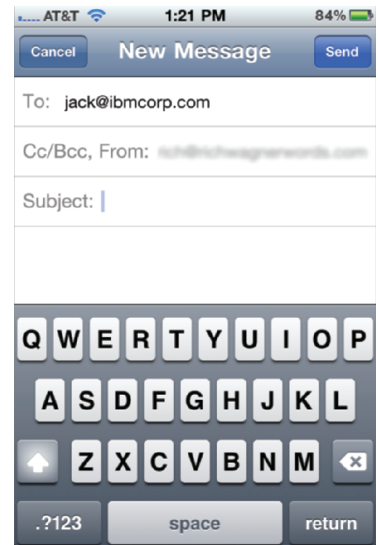 AT&T 1:21 PM 84%
Cancel New Message Send
To: jack@ibmcorp.com
Cc/Bcc, From:
Subject:
Q W E R T Y U I O P
A S D F G H J K L
Z X C V B N M
.?123 space return